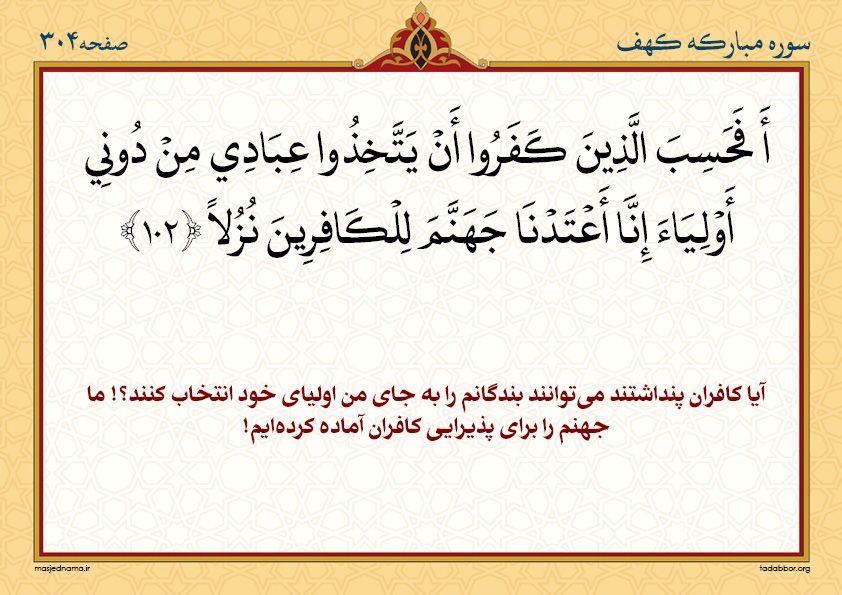 سوره مبارکه کهف
صفحه۳۰۴
أَ فَحَسِبَ الَّذِينَ كَفَرُوا أَنْ يَتَّخِذُوا عِبَادِي مِنْ دُونِي
أَوْلِيَاءَ إِنَّا أَعْتَدْنَا جَهَنَّمَ لِلْكَافِرِينَ نُزُلاً ﴿۱۰۲﴾
آیا کافران پنداشتند می‌توانند بندگانم را به جای من اولیای خود انتخاب کنند؟! ما
جهنم را برای پذیرایی کافران آماده کرده‌ایم!
masjednama.ir
tadabbor.org